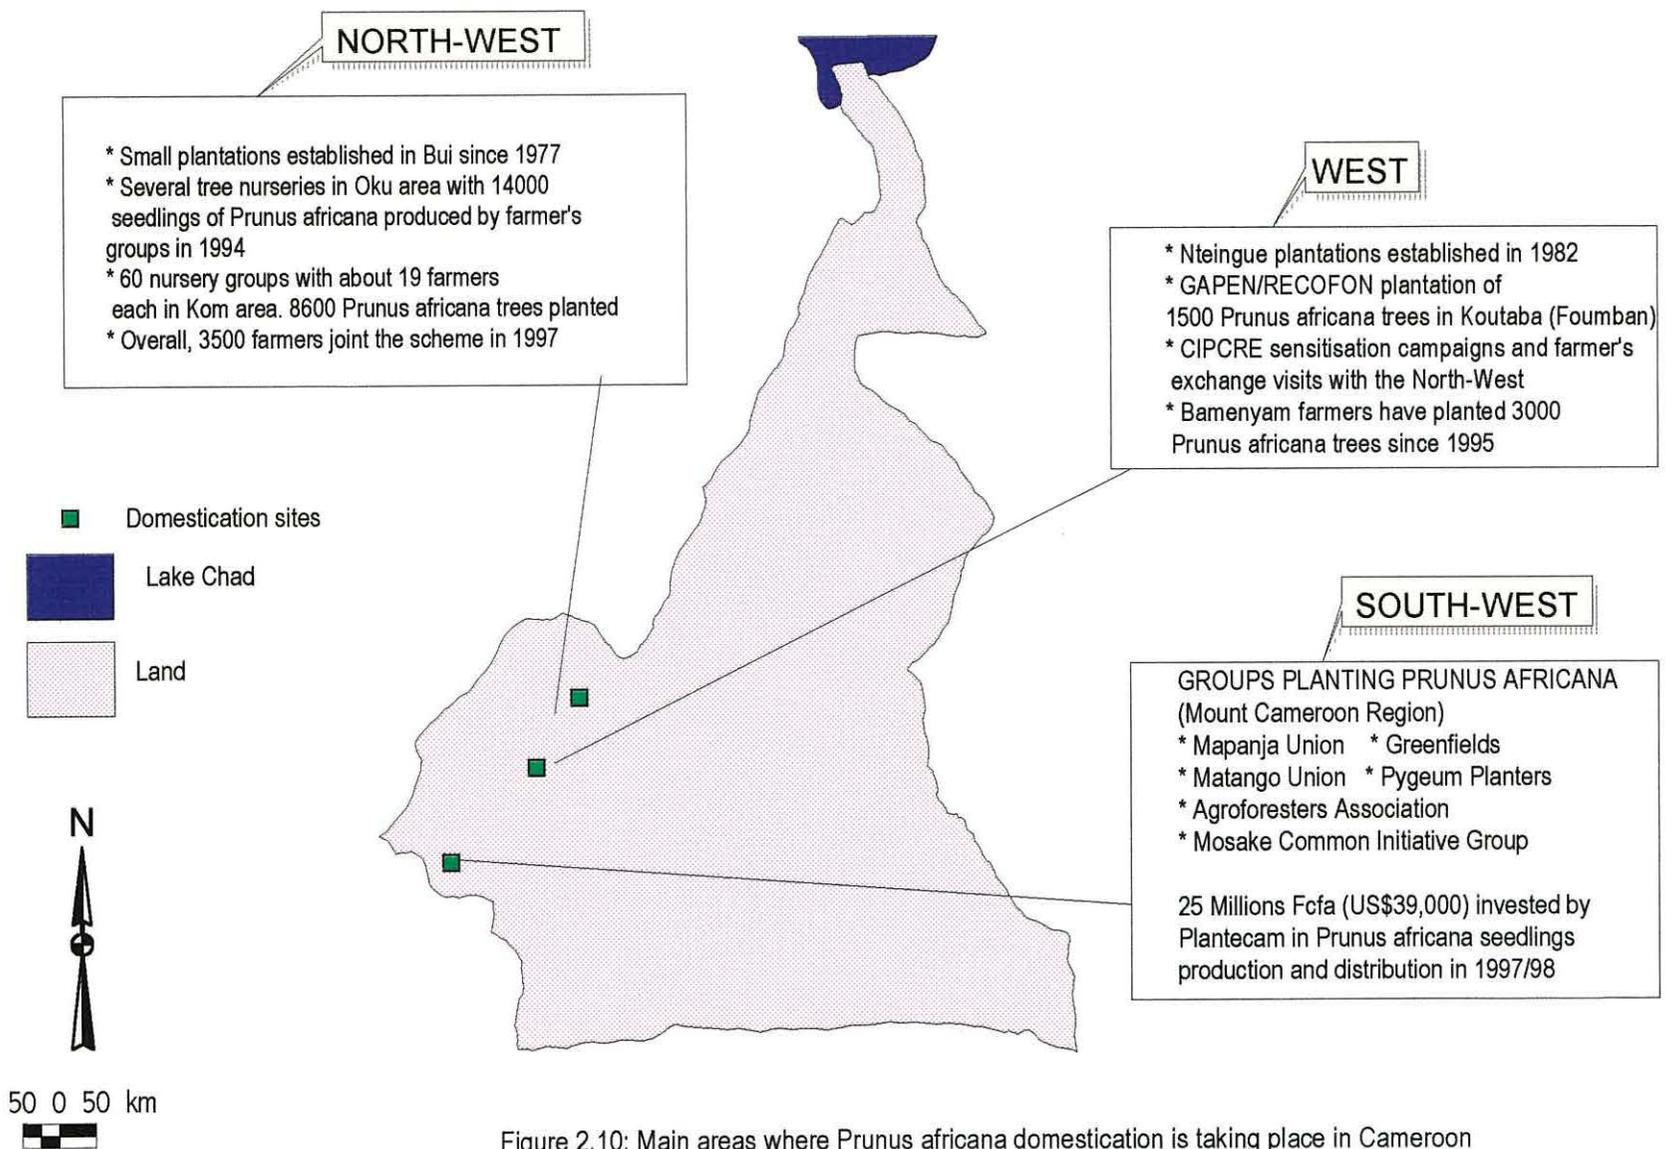 NORTH-WEST
* Small plantations established in Bui since 1977
* Several tree nurseries in Oku area with 14000
seedlings of Prunus africana produced by farmer's
groups in 1994
* 60 nursery groups with about 19 farmers
each in Kom area. 8600 Prunus africana trees planted
* Overall, 3500 farmers joint the scheme in 1997
WEST
* Nteingue plantations established in 1982
* GAPEN/RECOFON plantation of
1500 Prunus africana trees in Koutaba (Foumban)
* CIPCRE sensitisation campaigns and farmer's
exchange visits with the North-West
* Bamenyam farmers have planted 3000
Prunus africana trees since 1995
Domestication sites
Lake Chad
Land
SOUTH-WEST
GROUPS PLANTING PRUNUS AFRICANA
(Mount Cameroon Region)
* Mapanja Union * Greenfields
* Matango Union * Pygeum Planters
* Agroforesters Association
* Mosake Common Initiative Group
25 Millions Fcfa (US$39,000) invested by
Plantecam in Prunus africana seedlings
production and distribution in 1997/98
N
50 0 50 km
Figure 2.10: Main areas where Prunus africana domestication is taking place in Cameroon